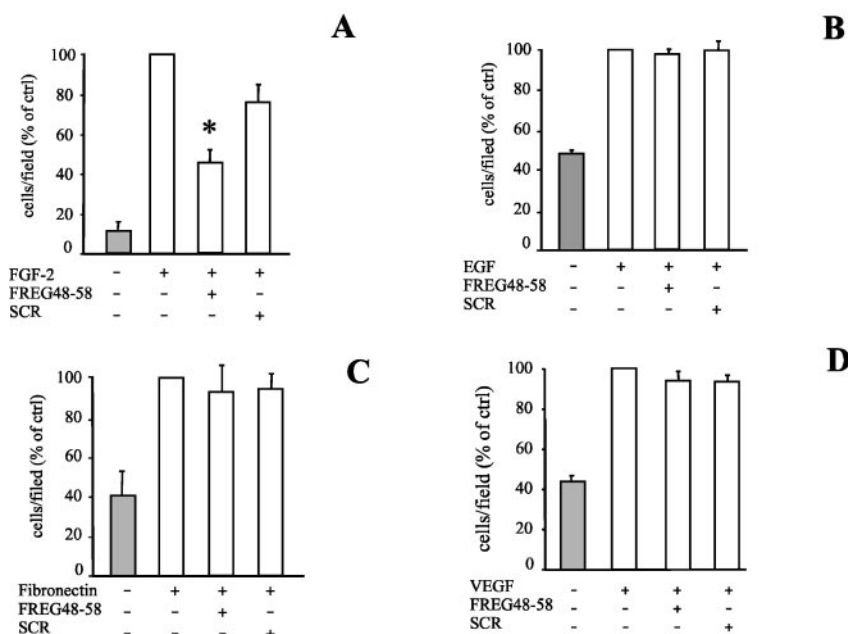 A
cells/field (% of ctrl)
100
80
60
40
20
0
*
FGF-2 - + + +
FREG48-58 - - + -
SCR - - - +
B
cells/filed (% of ctrl)
100
80
60
40
20
0
EGF - + + +
FREG48-58 - - + -
SCR - - - +
C
cells/filed (% of ctrl)
100
80
60
40
20
0
Fibronectin - + + +
FREG48-58 - - + -
SCR - - - +
D
cells/field (% of ctrl)
100
80
60
40
20
0
VEGF - + + +
FREG48-58 - - + -
SCR - - - +